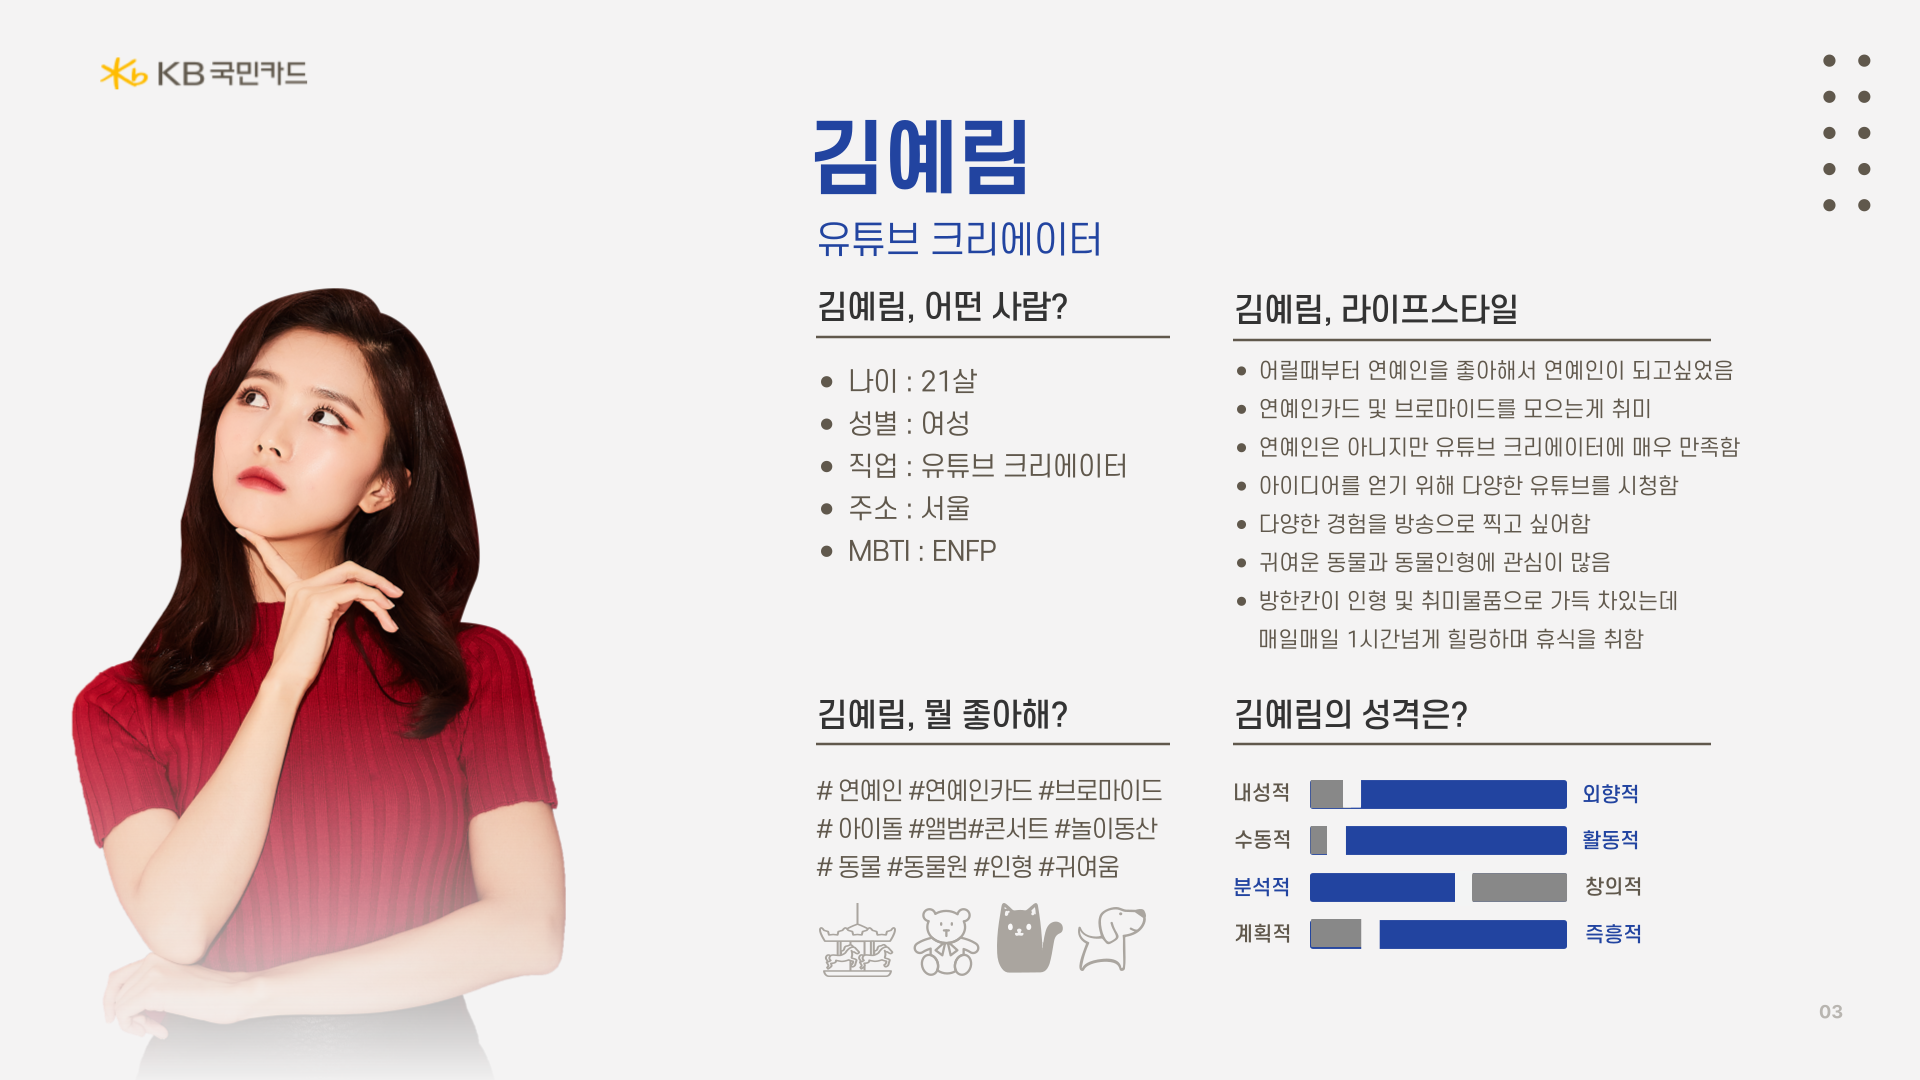 KB국민카드
김예림
유튜브 크리에이터
김예림, 어떤 사람?
나이 : 21살
성별 : 여성
직업 : 유튜브 크리에이터
주소 : 서울
MBTI : ENFP
김예림, 라이프스타일
어릴때부터 연예인을 좋아해서 연예인이 되고싶었음
연예인카드 및 브로마이드를 모으는게 취미
연예인은 아니지만 유튜브 크리에이터에 매우 만족함
아이디어를 얻기 위해 다양한 유튜브를 시청함
다양한 경험을 방송으로 찍고 싶어함
귀여운 동물과 동물인형에 관심이 많음
방한칸이 인형 및 취미물품으로 가득 차있는데
매일매일 1시간넘게 힐링하며 휴식을 취함
김예림, 뭘 좋아해?
# 연예인 #연예인카드 #브로마이드
# 아이돌 #앨범#콘서트 #놀이동산
# 동물 #동물원 #인형 #귀여움
김예림의 성격은?
내성적 외향적
수동적 활동적
분석적 창의적
계획적 즉흥적
03